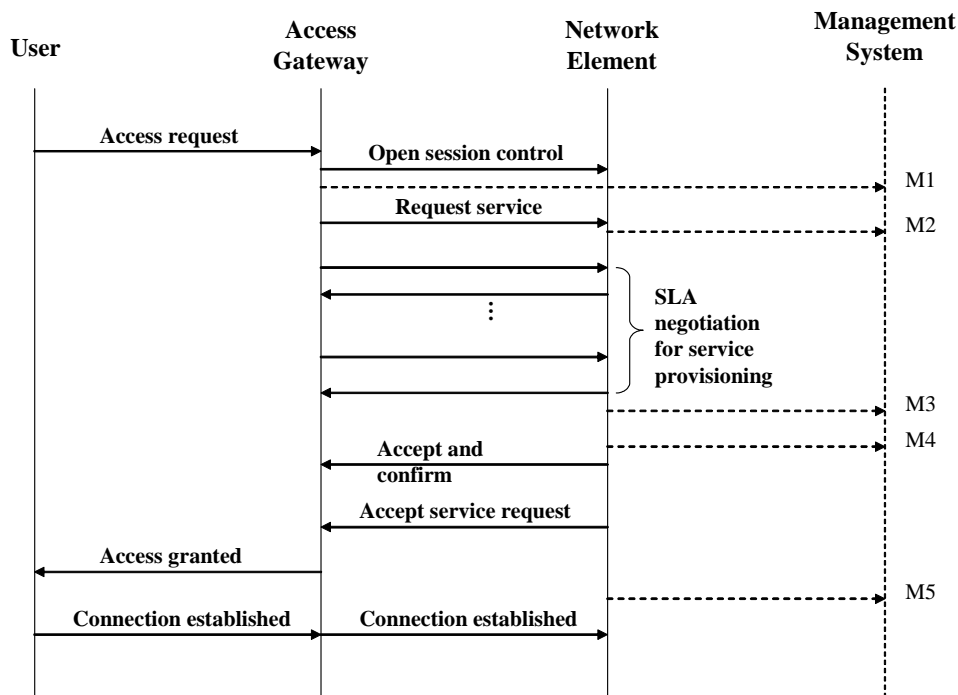 User
Access
Gateway
Network
Element
Management
System
Access request
Open session control
M1
Request service
M2
SLA
negotiation
for service
provisioning
...
M3
M4
Accept and
confirm
Accept service request
Access granted
M5
Connection established
Connection established